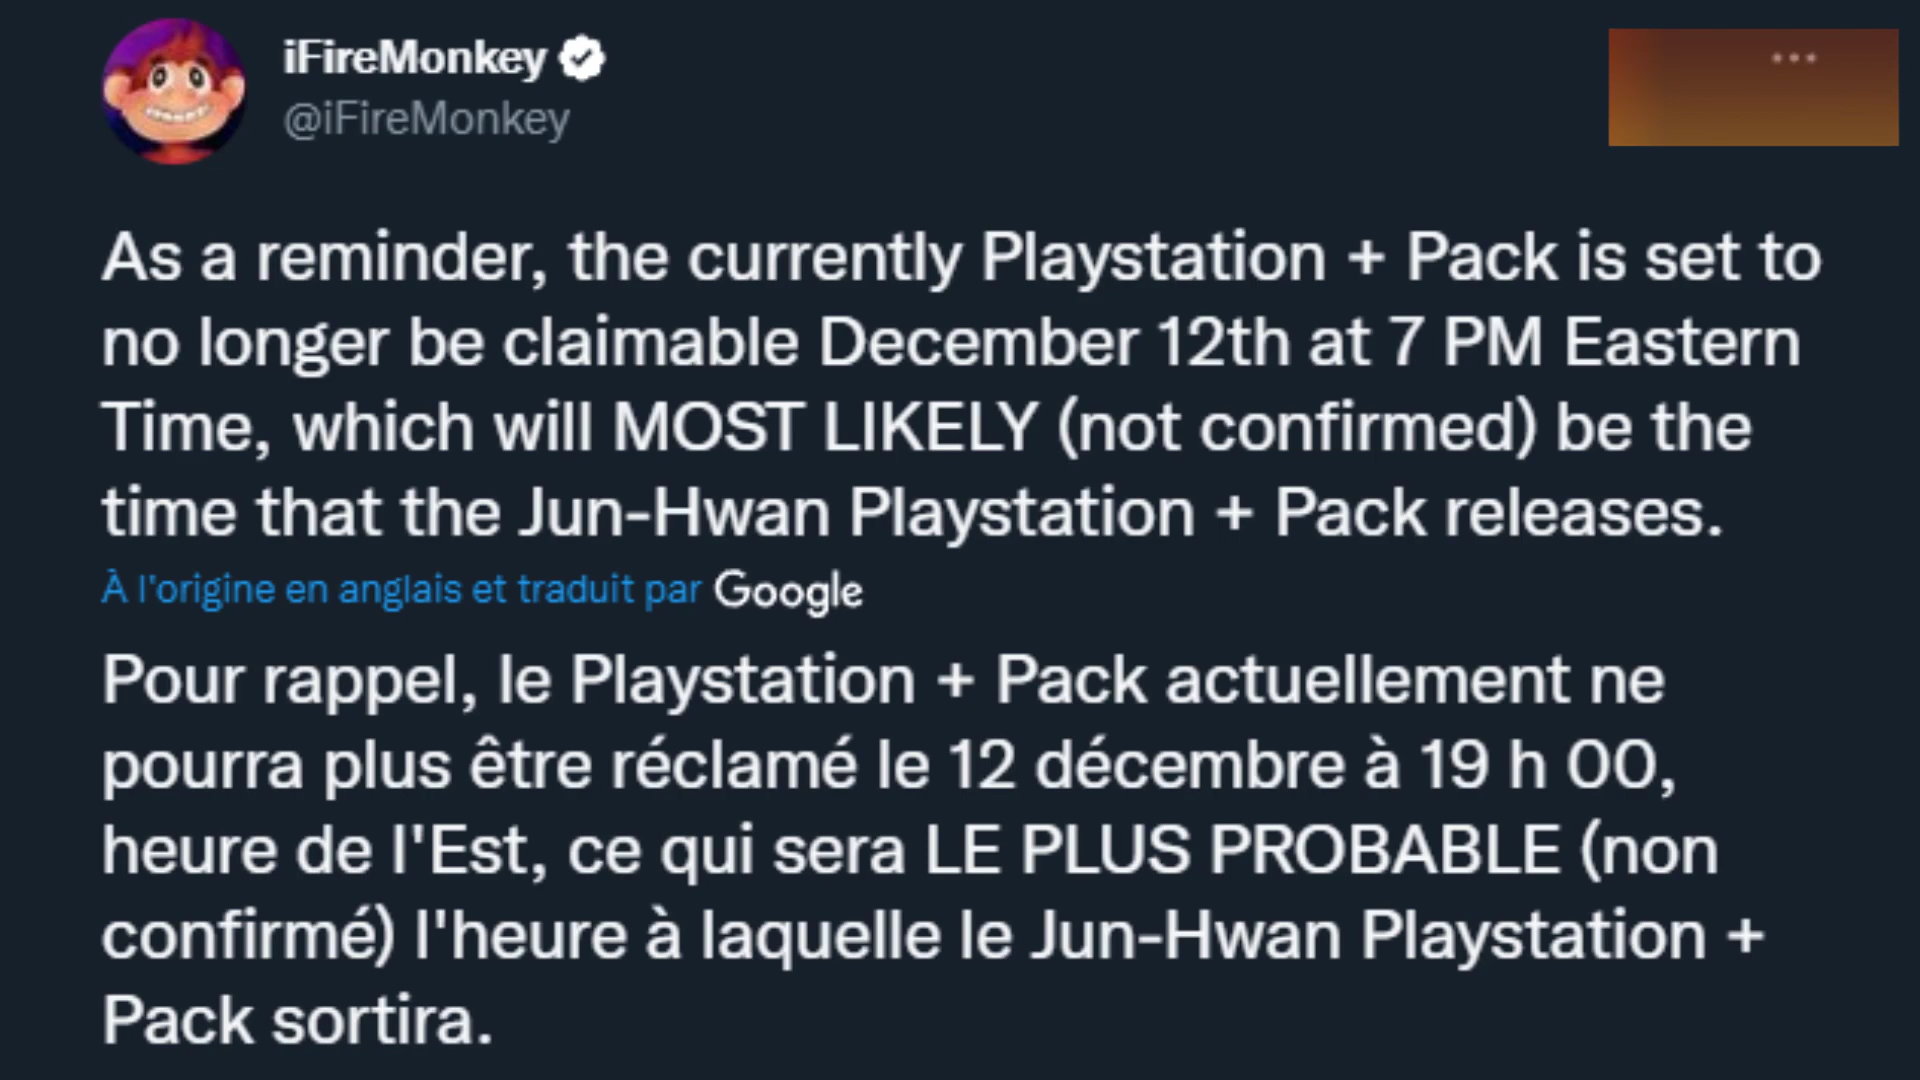 iFireMonkey
@iFireMonkey
As a reminder, the currently Playstation + Pack is set to
no longer be claimable December 12th at 7 PM Eastern
Time, which will MOST LIKELY (not confirmed) be the
time that the Jun-Hwan Playstation + Pack releases.
À l'origine en anglais et traduit par Google
Pour rappel, le Playstation + Pack actuellement ne
pourra plus être réclamé le 12 décembre à 19 h 00,
heure de l'Est, ce qui sera LE PLUS PROBABLE (non
confirmé) l'heure à laquelle le Jun-Hwan Playstation +
Pack sortira.